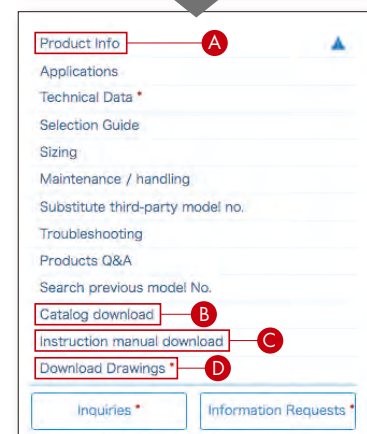 Product Info A
Applications
Technical Data *
Selection Guide
Sizing
Maintenance / handling
Substitute third-party model no.
Troubleshooting
Products Q&A
Search previous model No.
Catalog download B
Instruction manual download C
Download Drawings * D
Inquiries * Information Requests *